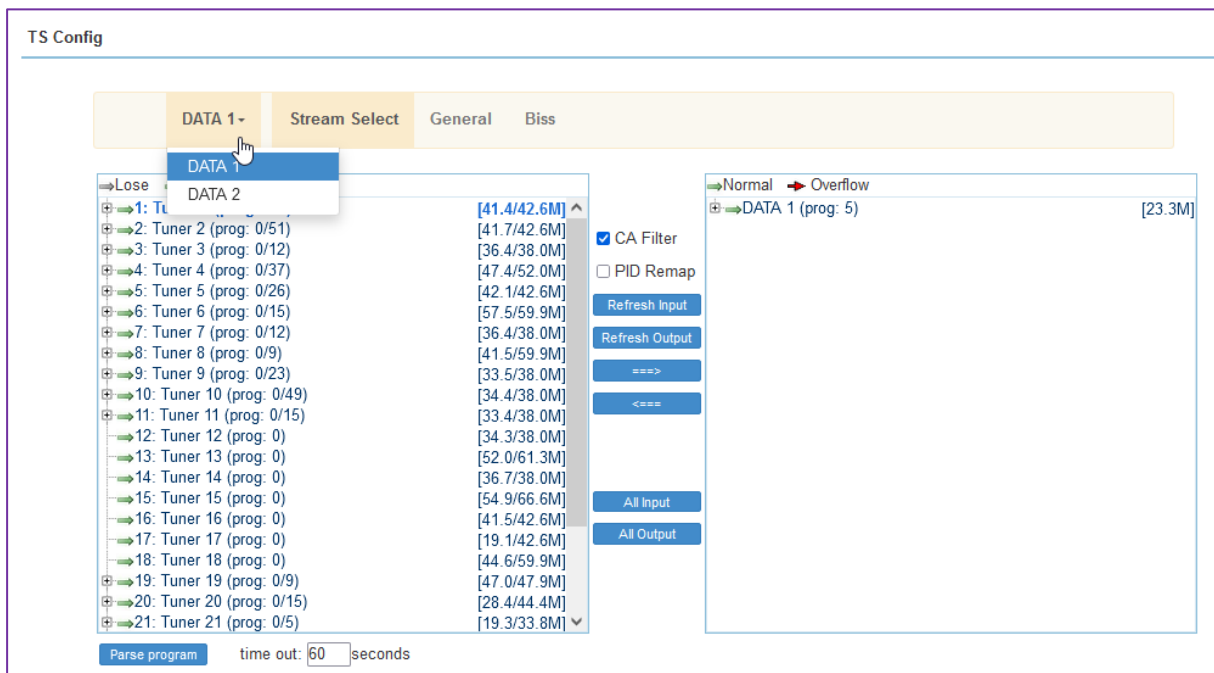 TS Config
DATA 1 Stream Select General Biss
DATA 1
DATA 2
Lose
Normal Overflow
1: [41.4/42.6M]
2: Tuner 2 (prog: 0/51) [41.7/42.6M]
3: Tuner 3 (prog: 0/12) [36.4/38.0M]
4: Tuner 4 (prog: 0/37) [47.4/52.0M]
5: Tuner 5 (prog: 0/26) [42.1/42.6M]
6: Tuner 6 (prog: 0/15) [57.5/59.9M]
7: Tuner 7 (prog: 0/12) [36.4/38.0M]
8: Tuner 8 (prog: 0/9) [41.5/59.9M]
9: Tuner 9 (prog: 0/23) [33.5/38.0M]
10: Tuner 10 (prog: 0/49) [34.4/38.0M]
11: Tuner 11 (prog: 0/15) [33.4/38.0M]
12: Tuner 12 (prog: 0) [34.3/38.0M]
13: Tuner 13 (prog: 0) [52.0/61.3M]
14: Tuner 14 (prog: 0) [36.7/38.0M]
15: Tuner 15 (prog: 0) [54.9/66.6M]
16: Tuner 16 (prog: 0) [41.5/42.6M]
17: Tuner 17 (prog: 0) [19.1/42.6M]
18: Tuner 18 (prog: 0) [44.6/59.9M]
19: Tuner 19 (prog: 0/9) [47.0/47.9M]
20: Tuner 20 (prog: 0/15) [28.4/44.4M]
21: Tuner 21 (prog: 0/5) [19.3/33.8M]
CA Filter
PID Remap
Refresh Input
Refresh Output
===>
<===
All Input
All Output
DATA 1 (prog: 5) [23.3M]
Parse program time out: 60 seconds